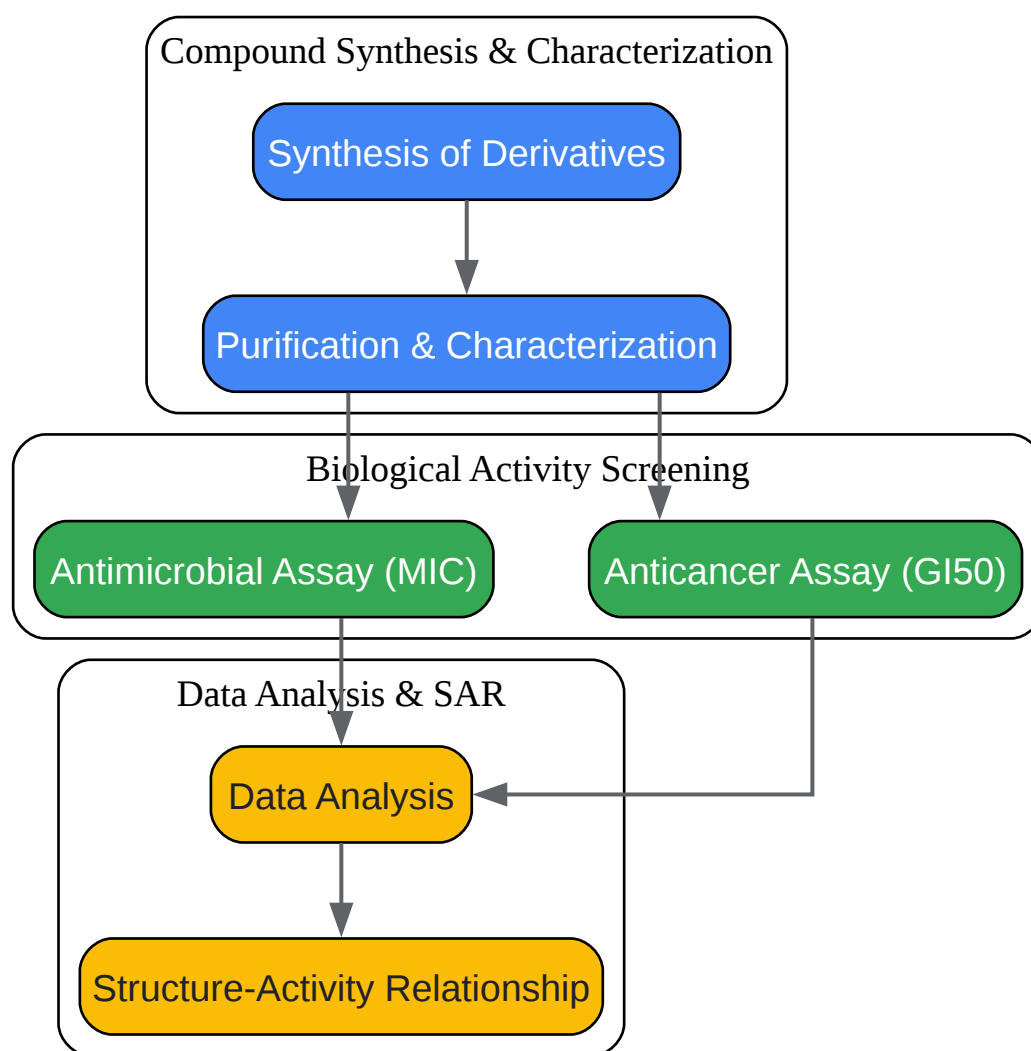 Compound Synthesis & Characterization
Synthesis of Derivatives
Purification & Characterization
Biological Activity Screening
Antimicrobial Assay (MIC)
Anticancer Assay (GI50)
Data Analysis & SAR
Data Analysis
Structure-Activity Relationship